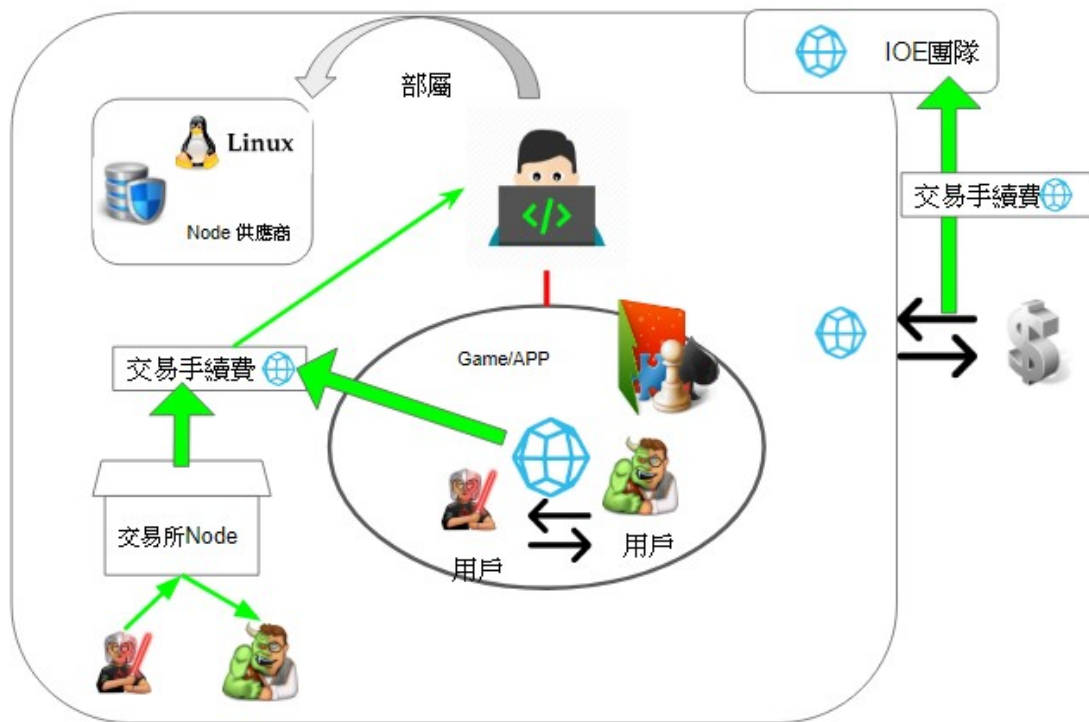 IOE團隊
部屬
Linux
Node 供應商
</>
交易手續費
交易手續費
Game/APP
$
交易所Node
用戶
用戶